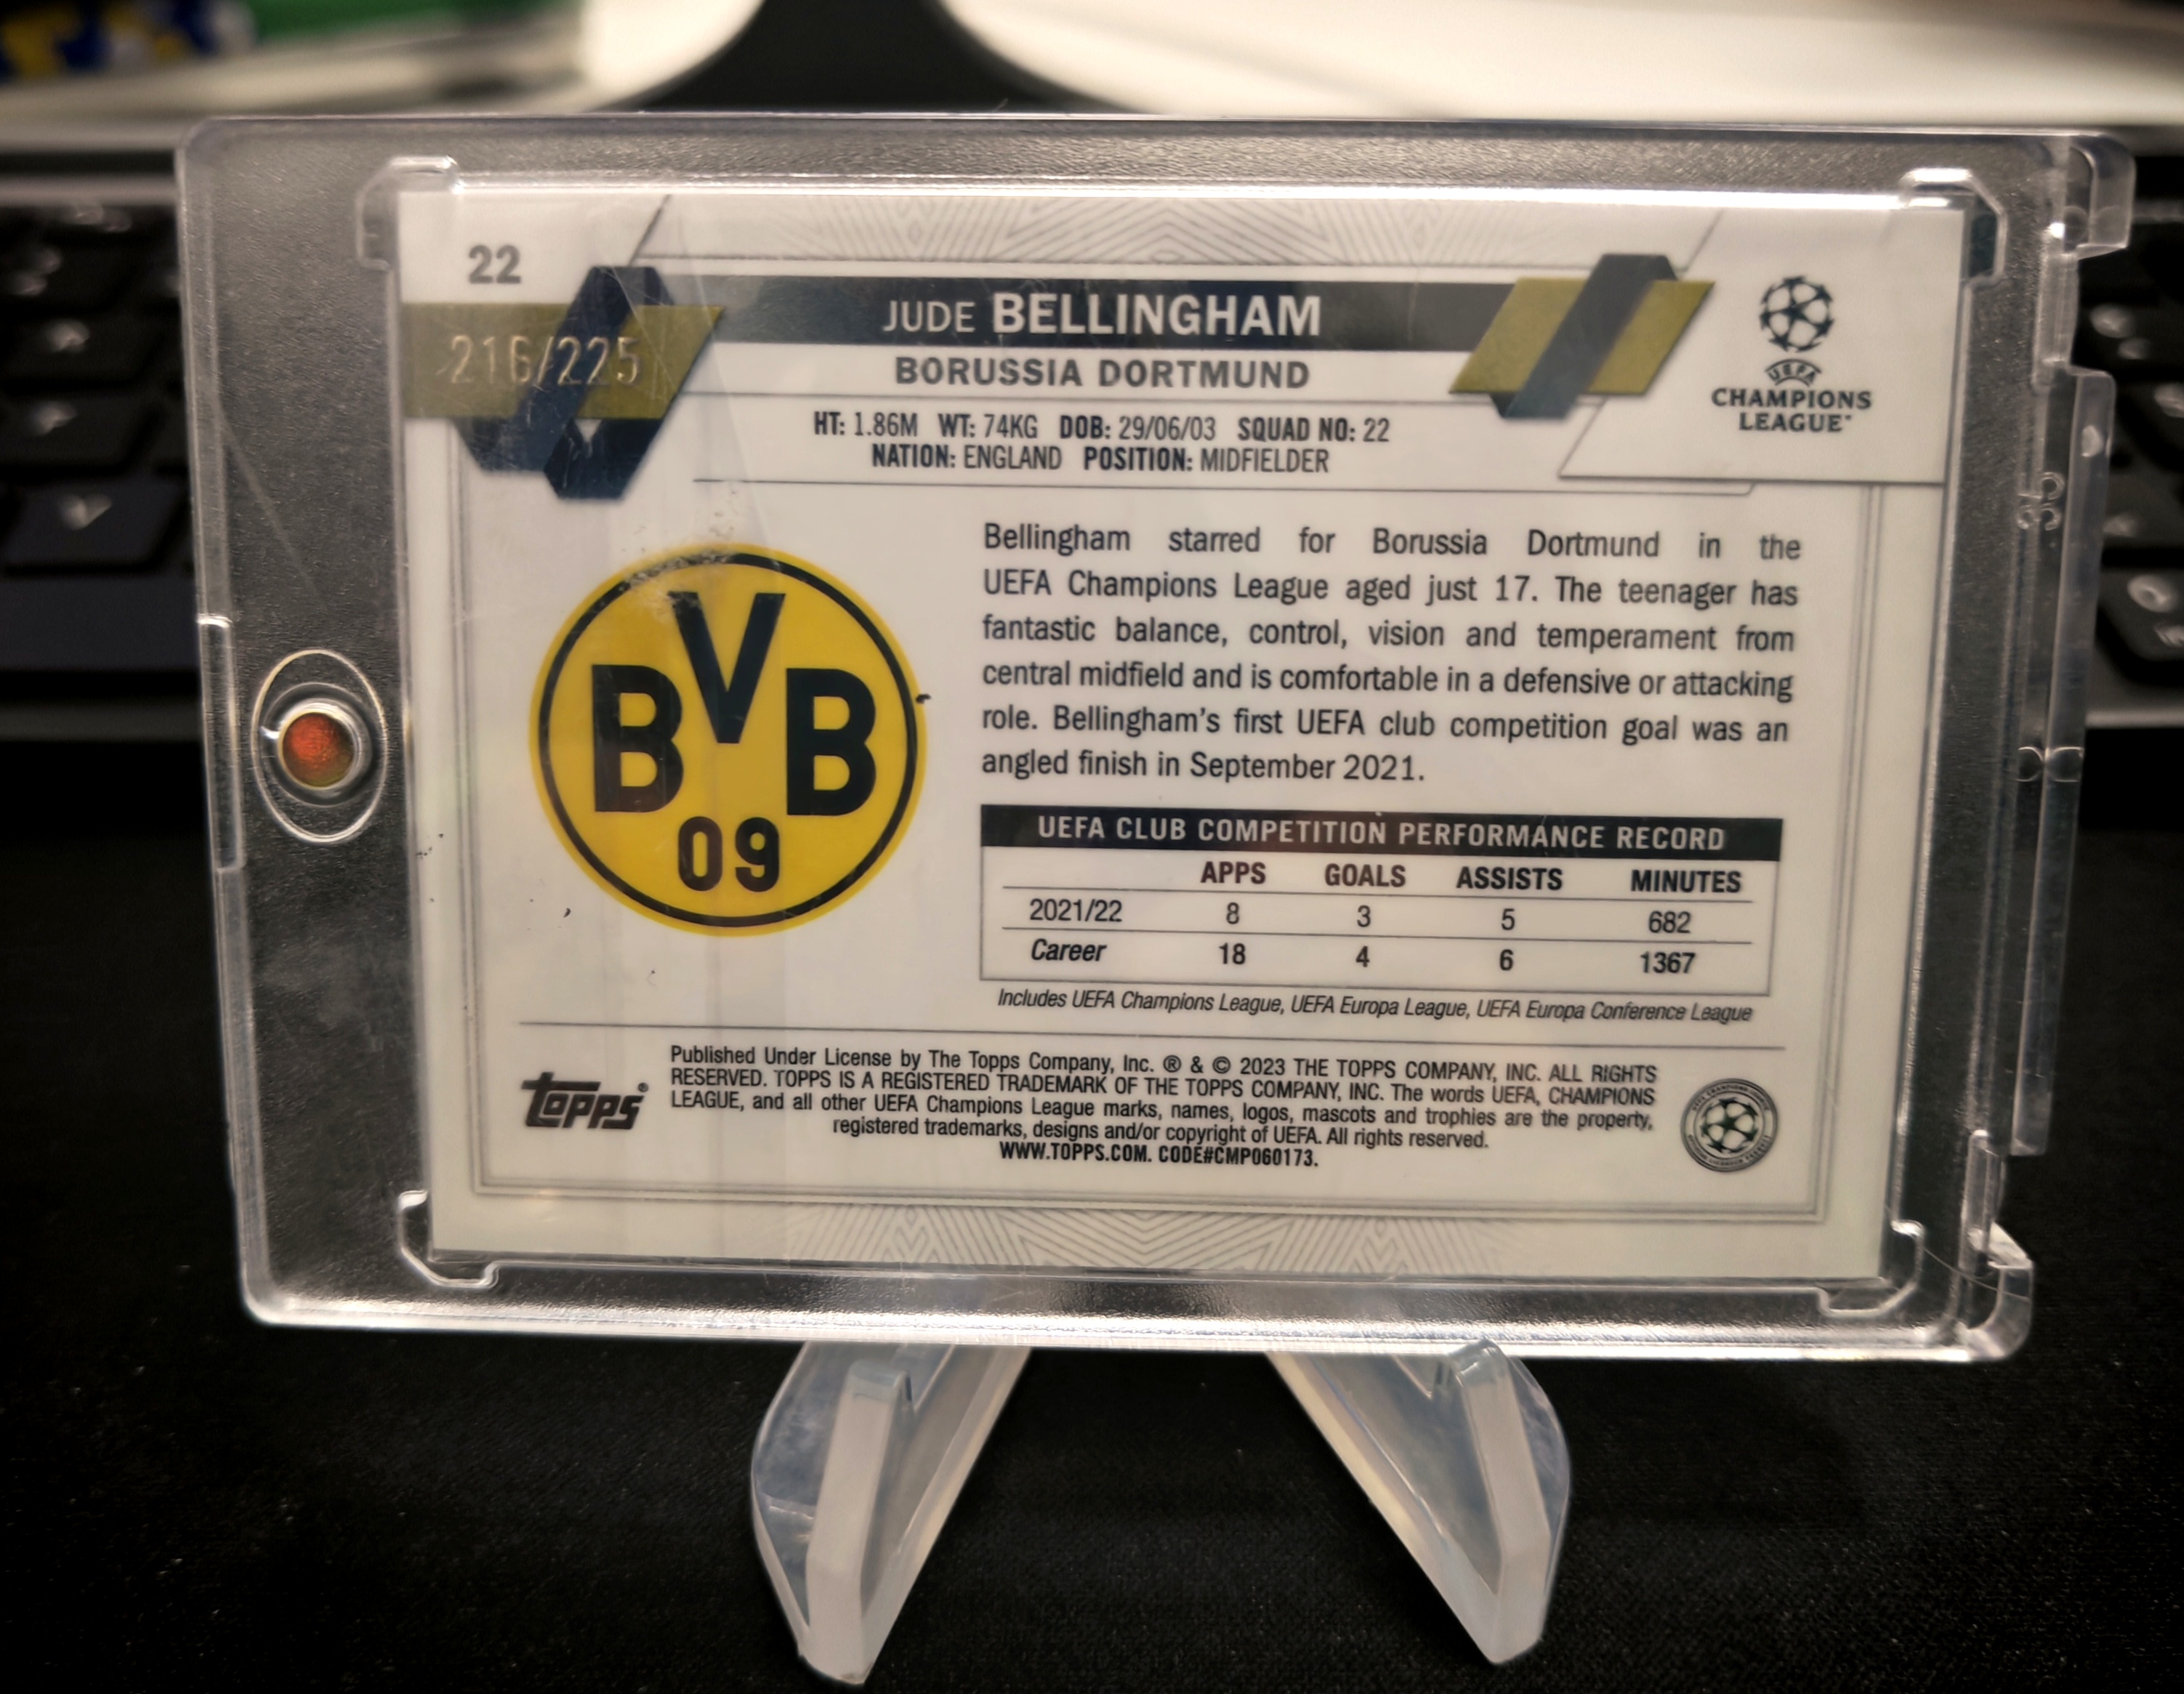 22
216/225
JUDE BELLINGHAM
BORUSSIA DORTMUND
HT: 1.86M WT: 74KG DOB: 29/06/03 SQUAD NO: 22
NATION: ENGLAND POSITION: MIDFIELDER
UEFA
CHAMPIONS
LEAGUE™
BVB
09
Bellingham starred for Borussia Dortmund in the
UEFA Champions League aged just 17. The teenager has
fantastic balance, control, vision and temperament from
central midfield and is comfortable in a defensive or attacking
role. Bellingham's first UEFA club competition goal was an
angled finish in September 2021.
UEFA CLUB COMPETITION PERFORMANCE RECORD
APPS GOALS ASSISTS MINUTES
2021/22 8 3 5 682
Career 18 4 6 1367
Includes UEFA Champions League, UEFA Europa League, UEFA Europa Conference League
topps®
Published Under License by The Topps Company, Inc. ® & © 2023 THE TOPPS COMPANY, INC. ALL RIGHTS
RESERVED. TOPPS IS A REGISTERED TRADEMARK OF THE TOPPS COMPANY, INC. The words UEFA, CHAMPIONS
LEAGUE, and all other UEFA Champions League marks, names, logos, mascots and trophies are the property,
registered trademarks, designs and/or copyright of UEFA. All rights reserved.
WWW.TOPPS.COM. CODE#CMP060173.